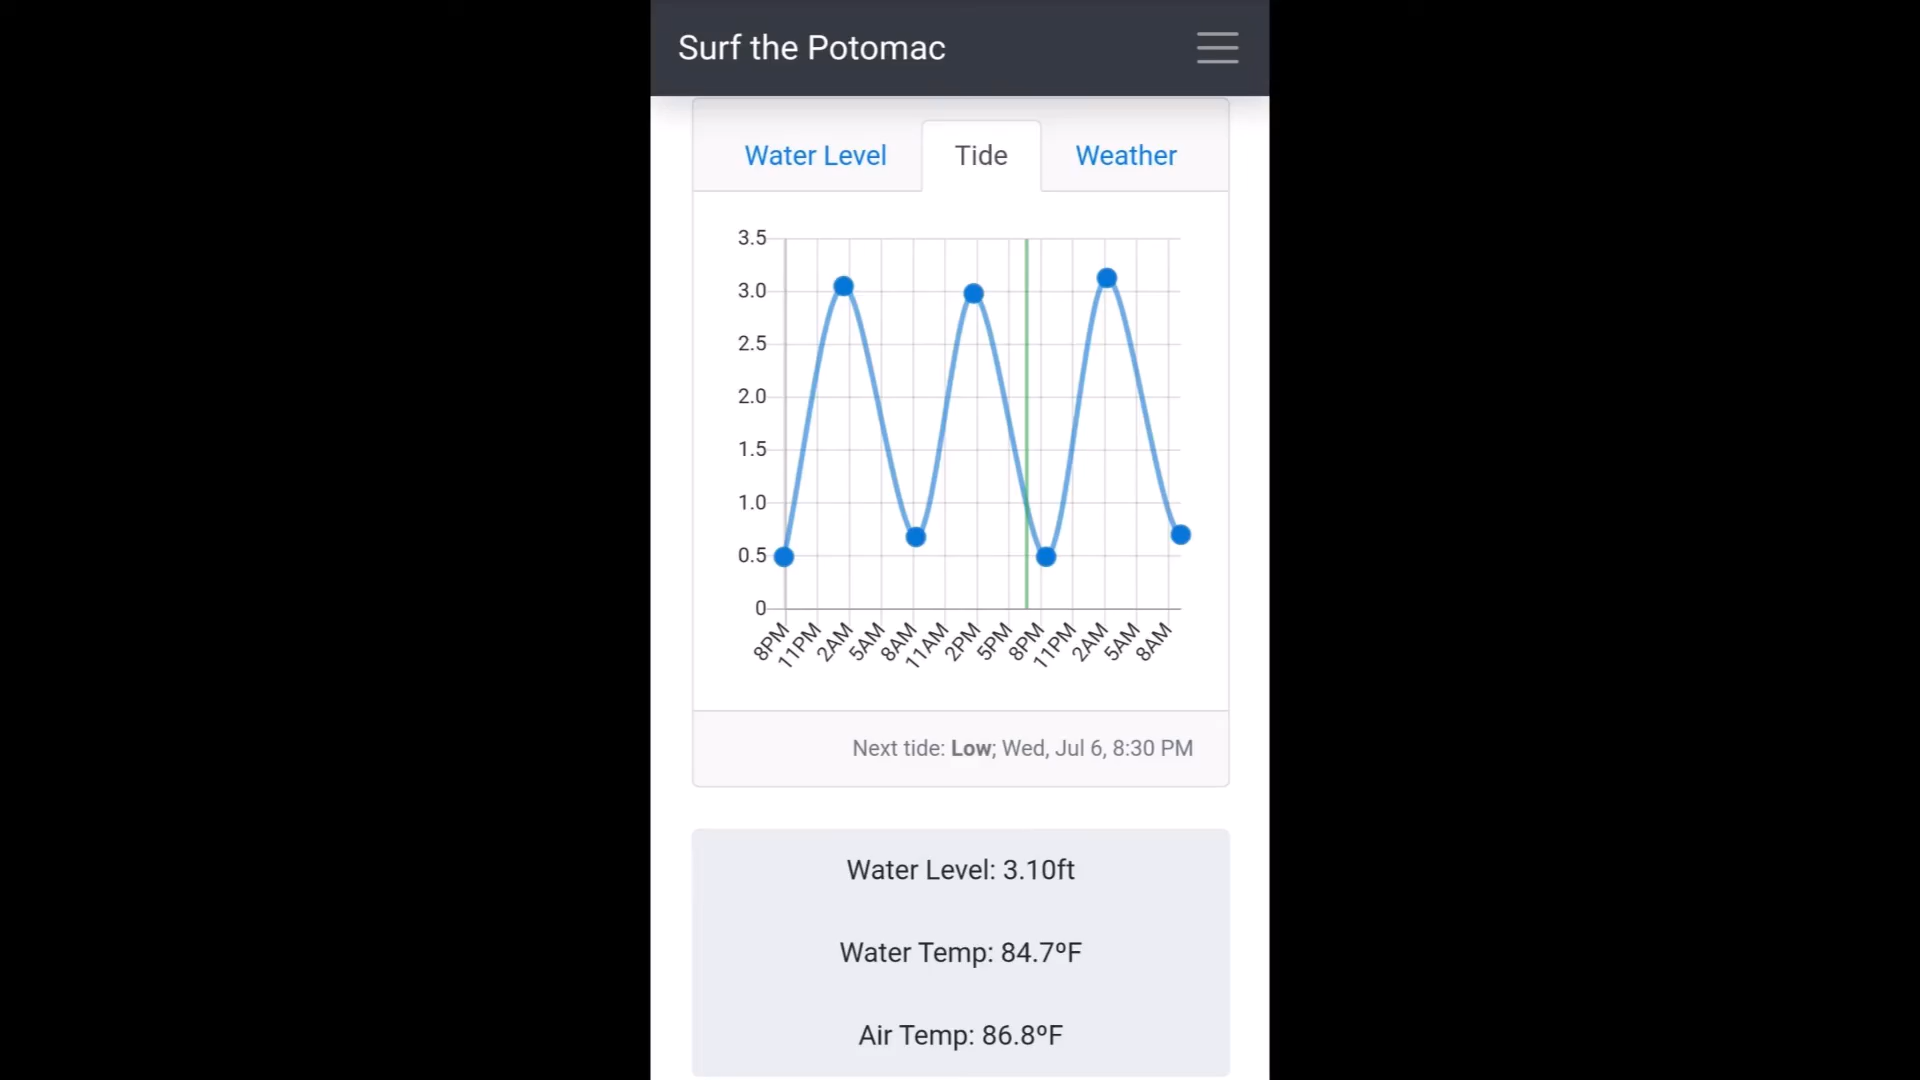 Surf the Potomac
Water Level Tide Weather
3.5
3.0
2.5
2.0
1.5
1.0
0.5
0
8PM 11PM 2AM 5AM 8AM 11AM 2PM 5PM 8PM 11PM 2AM 5AM 8AM
Next tide: Low; Wed, Jul 6, 8:30 PM
Water Level: 3.10ft
Water Temp: 84.7ºF
Air Temp: 86.8ºF